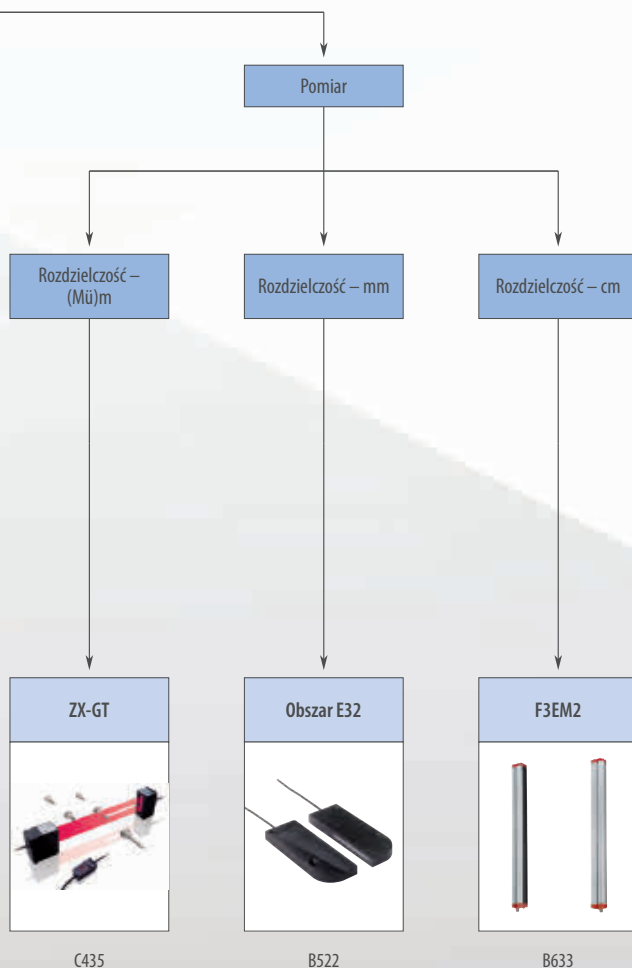 Pomiar
Rozdzielczość –
(Mü)m
Rozdzielczość – mm
Rozdzielczość – cm
ZX-GT
Obszar E32
F3EM2
C435
B522
B633